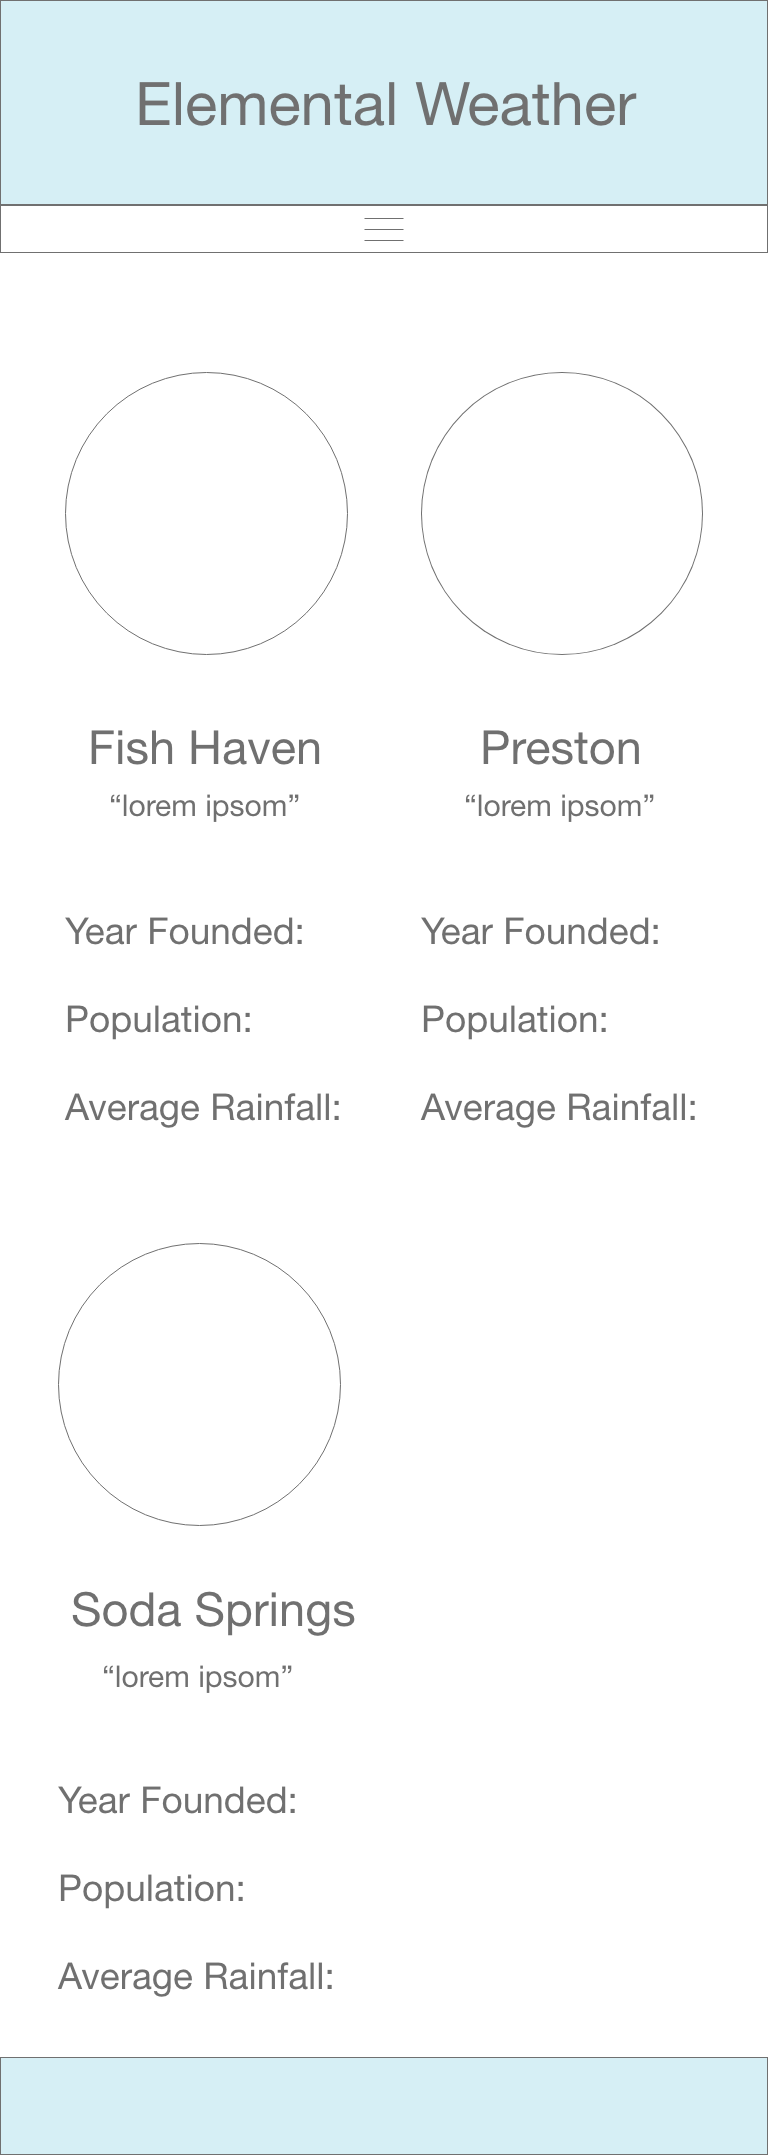 Elemental Weather
Fish Haven
“lorem ipsom”
Year Founded:
Population:
Average Rainfall:
Preston
“lorem ipsom”
Year Founded:
Population:
Average Rainfall:
Soda Springs
“lorem ipsom”
Year Founded:
Population:
Average Rainfall: